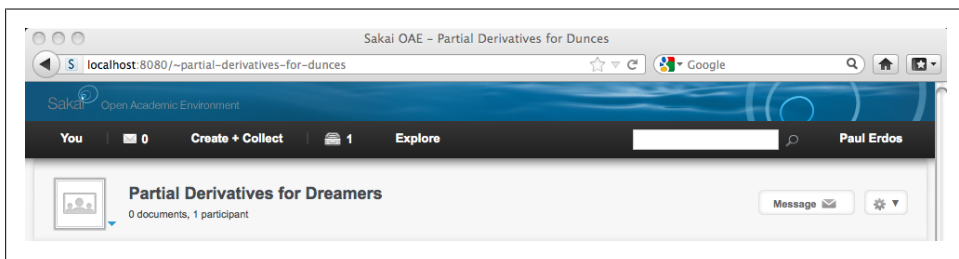 Sakai OAE – Partial Derivatives for Dunces
S localhost:8080/~partial-derivatives-for-dunces Google
Sakai Open Academic Environment
You 0 Create + Collect 1 Explore Paul Erdos
Partial Derivatives for Dreamers
0 documents, 1 participant
Message